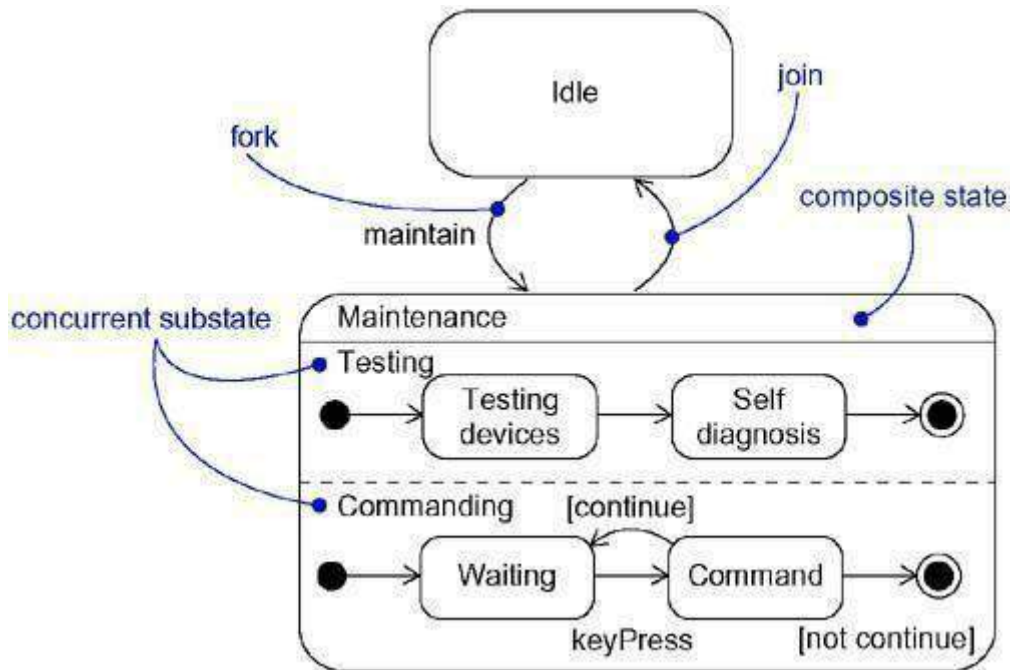 Idle
join
fork
maintain
composite state
concurrent substate
Maintenance
Testing
Testing
devices
Self
diagnosis
Commanding
[continue]
Waiting
Command
keyPress
[not continue]